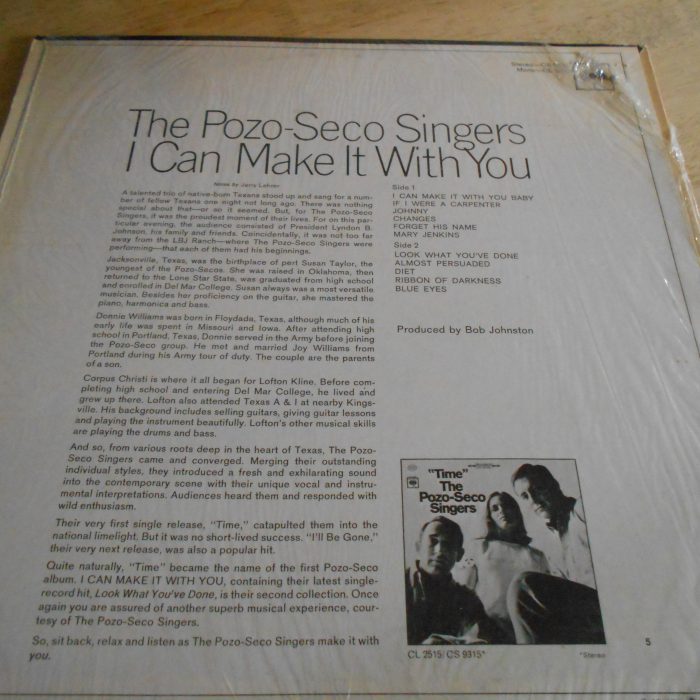 Stereo—CS
Mono—CL
The Pozo-Seco Singers
I Can Make It With You
Notes by Jerry Lehrer
A talented trio of native-born Texans stood up and sang for a num-
ber of fellow Texans one night not long ago. There was nothing
special about that—or so it seemed. But, for The Pozo-Seco
Singers, it was the proudest moment of their lives. For on this par-
ticular evening, the audience consisted of President Lyndon B.
Johnson, his family and friends. Coincidentally, it was not too far
away from the LBJ Ranch—where The Pozo-Seco Singers were
performing—that each of them had his beginnings.
Jacksonville, Texas, was the birthplace of pert Susan Taylor, the
youngest of the Pozo-Secos. She was raised in Oklahoma, then
returned to the Lone Star State, was graduated from high school
and enrolled in Del Mar College. Susan always was a most versatile
musician. Besides her proficiency on the guitar, she mastered the
piano, harmonica and bass.
Donnie Williams was born in Floydada, Texas, although much of his
early life was spent in Missouri and Iowa. After attending high
school in Portland, Texas, Donnie served in the Army before joining
the Pozo-Seco group. He met and married Joy Williams from
Portland during his Army tour of duty. The couple are the parents
of a son.
Corpus Christi is where it all began for Lofton Kline. Before com-
pleting high school and entering Del Mar College, he lived and
grew up there. Lofton also attended Texas A & I at nearby Kings-
ville. His background includes selling guitars, giving guitar lessons
and playing the instrument beautifully. Lofton's other musical skills
are playing the drums and bass.
And so, from various roots deep in the heart of Texas, The Pozo-
Seco Singers came and converged. Merging their outstanding
individual styles, they introduced a fresh and exhilarating sound
into the contemporary scene with their unique vocal and instru-
mental interpretations. Audiences heard them and responded with
wild enthusiasm.
Their very first single release, "Time," catapulted them into the
national limelight. But it was no short-lived success. "I'll Be Gone,"
their very next release, was also a popular hit.
Quite naturally, "Time" became the name of the first Pozo-Seco
album. I CAN MAKE IT WITH YOU, containing their latest single-
record hit, Look What You've Done, is their second collection. Once
again you are assured of another superb musical experience, cour-
tesy of The Pozo-Seco Singers.
So, sit back, relax and listen as The Pozo-Seco Singers make it with
you.
Side 1
I CAN MAKE IT WITH YOU BABY
IF I WERE A CARPENTER
JOHNNY
CHANGES
FORGET HIS NAME
MARY JENKINS
Side 2
LOOK WHAT YOU'VE DONE
ALMOST PERSUADED
DIET
RIBBON OF DARKNESS
BLUE EYES
Produced by Bob Johnston
"Time"
The
Pozo-Seco
Singers
CL 2515/CS 9315*
*Stereo
5